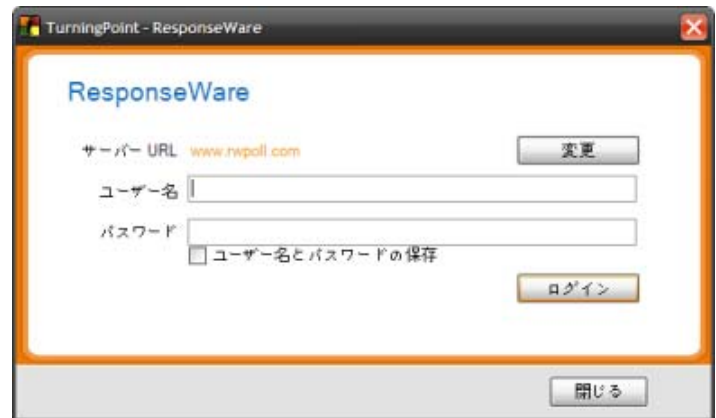 TurningPoint - ResponseWare
ResponseWare
サーバー URL www.rwpoll.com 変更
ユーザー名
パスワード
ユーザー名とパスワードの保存
ログイン
閉じる